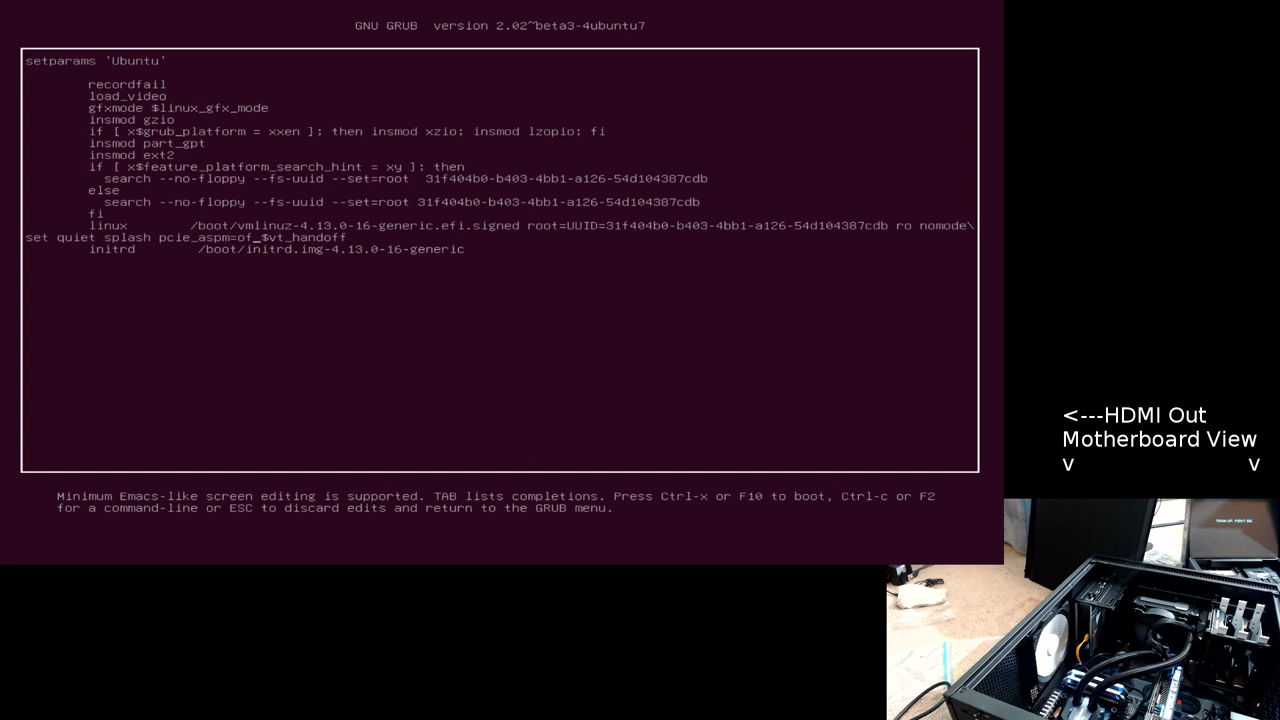 GNU GRUB  version 2.02~beta3-4ubuntu7
setparams 'Ubuntu'
recordfail
load_video
gfxmode $linux_gfx_mode
insmod gzio
if [ x$grub_platform = xxen ]; then insmod xzio; insmod lzopio; fi
insmod part_gpt
insmod ext2
if [ x$feature_platform_search_hint = xy ]; then
search --no-floppy --fs-uuid --set=root  31f404b0-b403-4bb1-a126-54d104387cdb
else
search --no-floppy --fs-uuid --set=root 31f404b0-b403-4bb1-a126-54d104387cdb
fi
linux        /boot/vmlinuz-4.13.0-16-generic.efi.signed root=UUID=31f404b0-b403-4bb1-a126-54d104387cdb ro nomode\
set quiet splash pcie_aspm=of_$vt_handoff
initrd        /boot/initrd.img-4.13.0-16-generic
Minimum Emacs-like screen editing is supported. TAB lists completions. Press Ctrl-x or F10 to boot, Ctrl-c or F2
for a command-line or ESC to discard edits and return to the GRUB menu.
<---HDMI Out
Motherboard View
v v
TEAM UP. FIGHT ON.